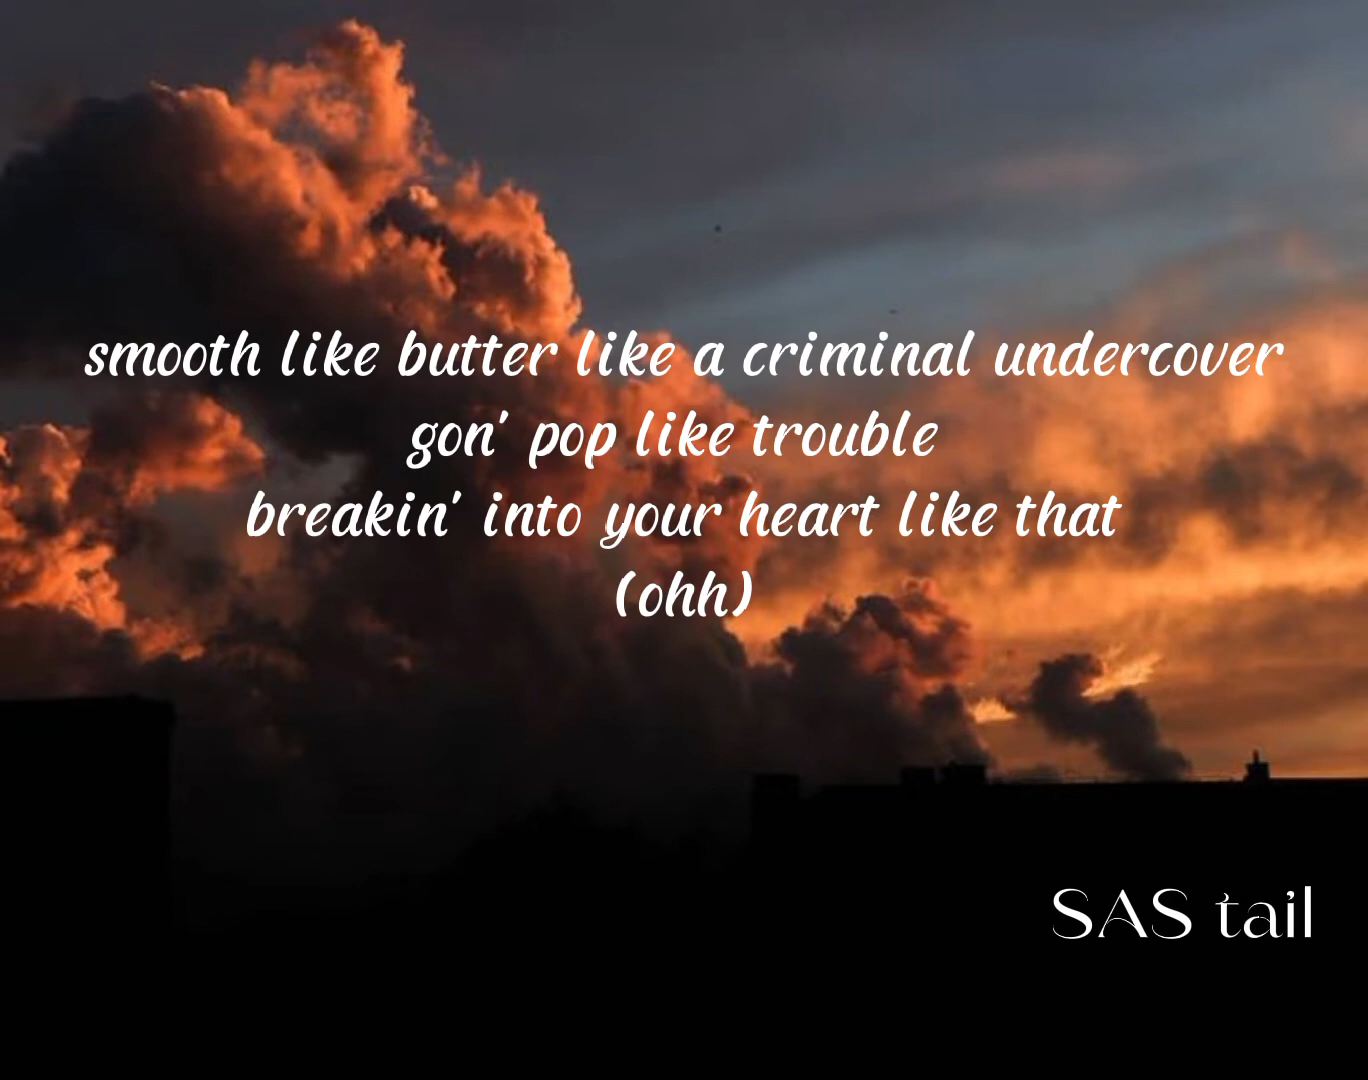 smooth like butter like a criminal undercover
gon' pop like trouble
breakin' into your heart like that
(ohh)
SAS tail